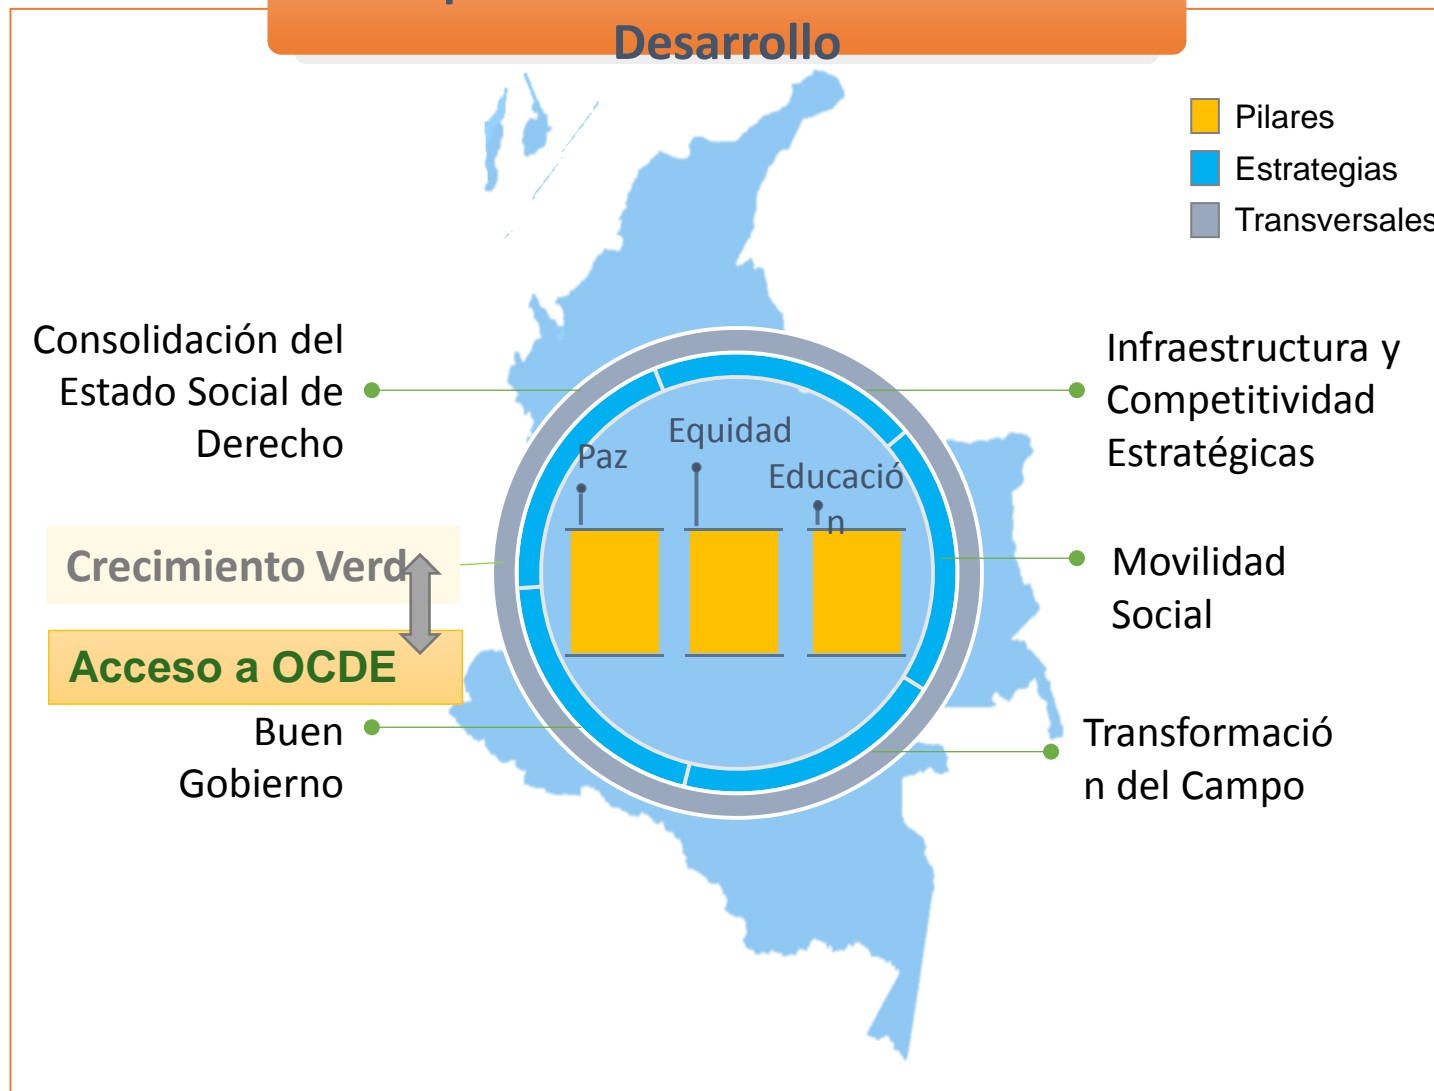 Desarrollo
Pilares
Estrategias
Transversales
Consolidación del
Estado Social de
Derecho
Infraestructura y
Competitividad
Estratégicas
Equidad
Paz
Educació
n
Crecimiento Verd
Movilidad
Social
Acceso a OCDE
Buen
Gobierno
Transformació
n del Campo